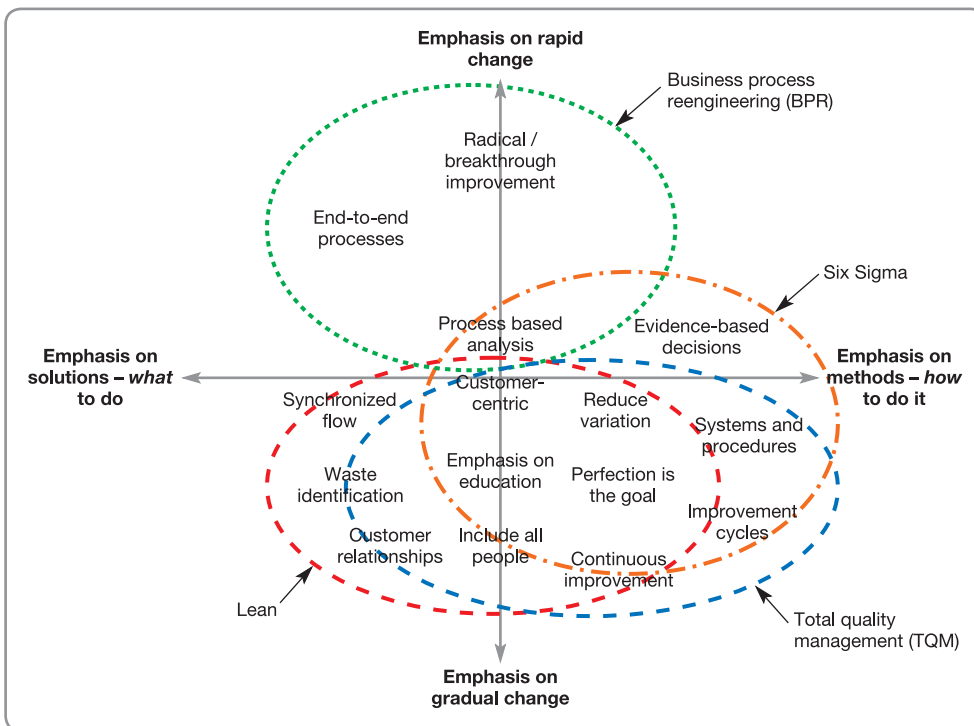 Emphasis on rapid
change
Business process
reengineering (BPR)
Radical /
breakthrough
improvement
End-to-end
processes
Six Sigma
Process based
analysis
Evidence-based
decisions
Emphasis on
solutions – what
to do
Emphasis on
methods – how
to do it
Customer-
centric
Synchronized
flow
Reduce
variation
Systems and
procedures
Waste
identification
Emphasis on
education
Perfection is
the goal
Improvement
cycles
Customer
relationships
Include all
people
Continuous
improvement
Lean
Total quality
management (TQM)
Emphasis on
gradual change